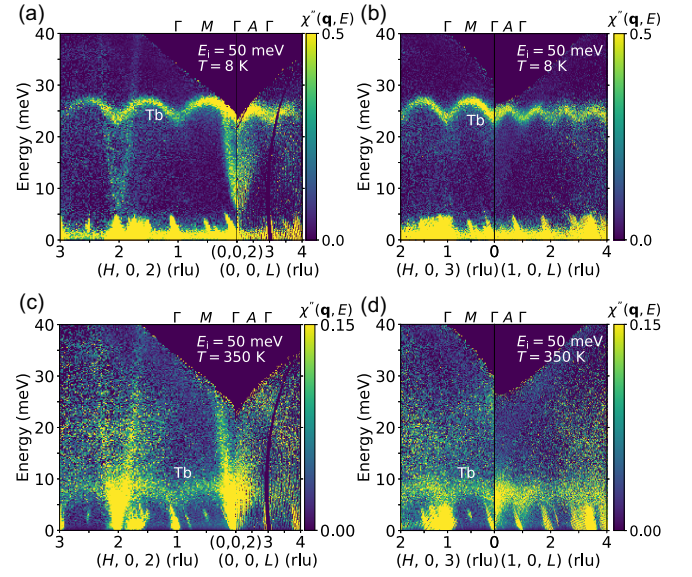 (a)
Γ M Γ A Γ
χ″(q, E)
40
30
20
10
0
Energy (meV)
E_i = 50 meV
T = 8 K
Tb
0.5
0.0
3 2 1 (0,0,2) 3 4
(H, 0, 2) (rlu) (0, 0, L) (rlu)
(b)
Γ M Γ A Γ
χ″(q, E)
40
30
20
10
0
Energy (meV)
E_i = 50 meV
T = 8 K
Tb
0.5
0.0
2 1 0 1 2 3 4
(H, 0, 3) (rlu) (1, 0, L) (rlu)
(c)
Γ M Γ A Γ
χ″(q, E)
40
30
20
10
0
Energy (meV)
E_i = 50 meV
T = 350 K
Tb
0.15
0.00
3 2 1 (0,0,2) 3 4
(H, 0, 2) (rlu) (0, 0, L) (rlu)
(d)
Γ M Γ A Γ
χ″(q, E)
40
30
20
10
0
Energy (meV)
E_i = 50 meV
T = 350 K
Tb
0.15
0.00
2 1 0 1 2 3 4
(H, 0, 3) (rlu) (1, 0, L) (rlu)